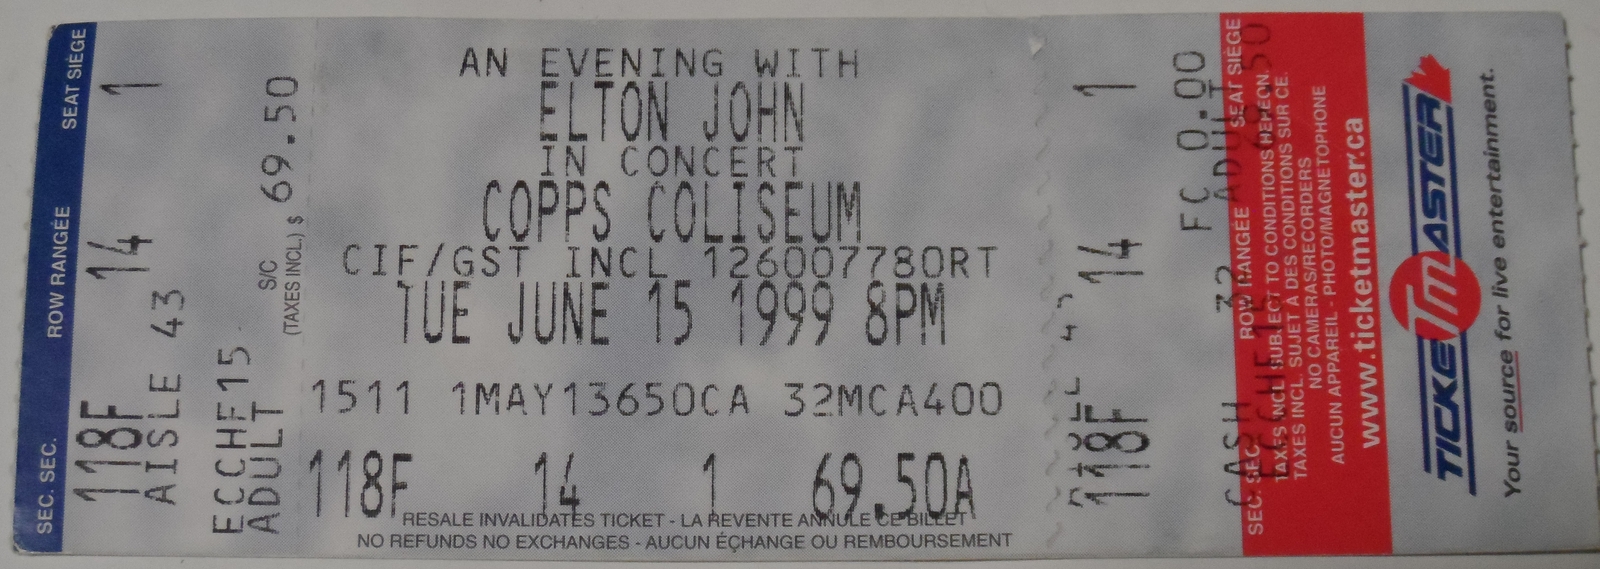 SEC. SEC. ROW RANGÉE SEAT SIÈGE
118F 14 1
AISLE 43
ECCHF15
ADULT
S/C
(TAXES INCL.) $ 69.50
AN EVENING WITH
ELTON JOHN
IN CONCERT
COPPS COLISEUM
CIF/GST INCL 126007780RT
TUE JUNE 15 1999 8PM
1511 1MAY13650CA 32MCA400
118F 14 1 69.50A
RESALE INVALIDATES TICKET - LA REVENTE ANNULE CE BILLET
NO REFUNDS NO EXCHANGES - AUCUN ÉCHANGE OU REMBOURSEMENT
118F 14 1
FC 0.00
CASH 32 ADULT
SEC. SEC. ROW RANGÉE SEAT SIÈGE
69.50
TAXES INCL. SUBJECT TO CONDITIONS HEREON.
TAXES INCL. SUJET A DES CONDITIONS SUR CE.
NO CAMERAS/RECORDERS
AUCUN APPAREIL - PHOTO/MAGNETOPHONE
www.ticketmaster.ca
TICKETMASTER
Your source for live entertainment.